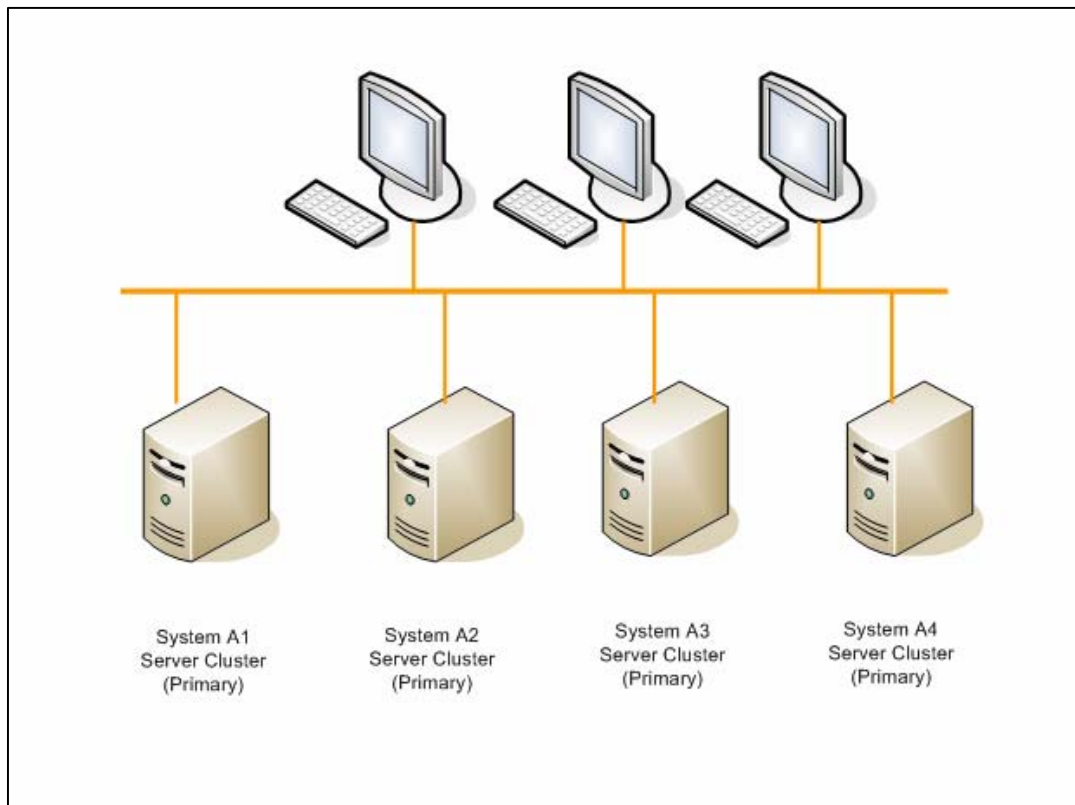 System A1
Server Cluster
(Primary)
System A2
Server Cluster
(Primary)
System A3
Server Cluster
(Primary)
System A4
Server Cluster
(Primary)